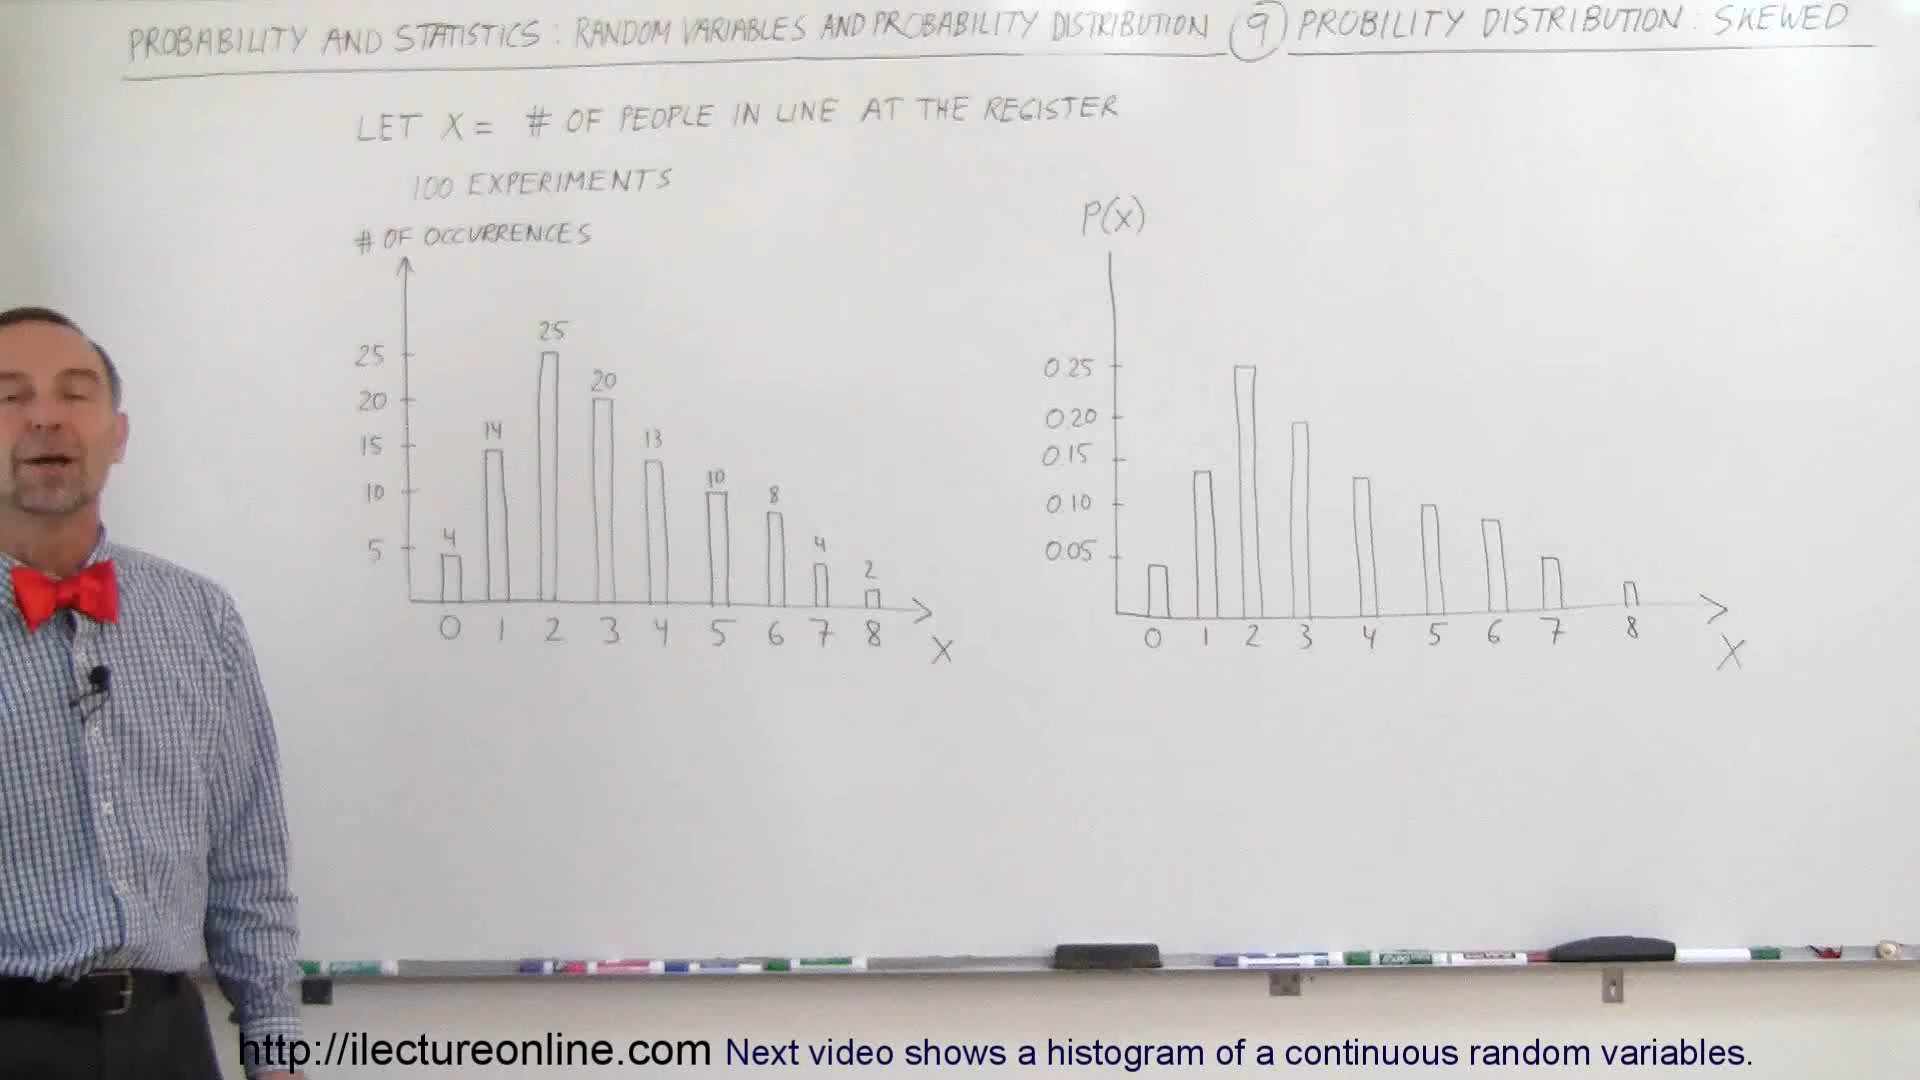 PROBABILITY AND STATISTICS: RANDOM VARIABLES AND PROBABILITY DISTRIBUTION 9 PROBILITY DISTRIBUTION: SKEWED
LET X = # OF PEOPLE IN LINE AT THE REGISTER
100 EXPERIMENTS
# OF OCCURRENCES
25
20
15
10
5
4 14 25 20 13 10 8 4 2
0 1 2 3 4 5 6 7 8
X
P(X)
0.25
0.20
0.15
0.10
0.05
0 1 2 3 4 5 6 7 8
X
http://ilectureonline.com Next video shows a histogram of a continuous random variables.